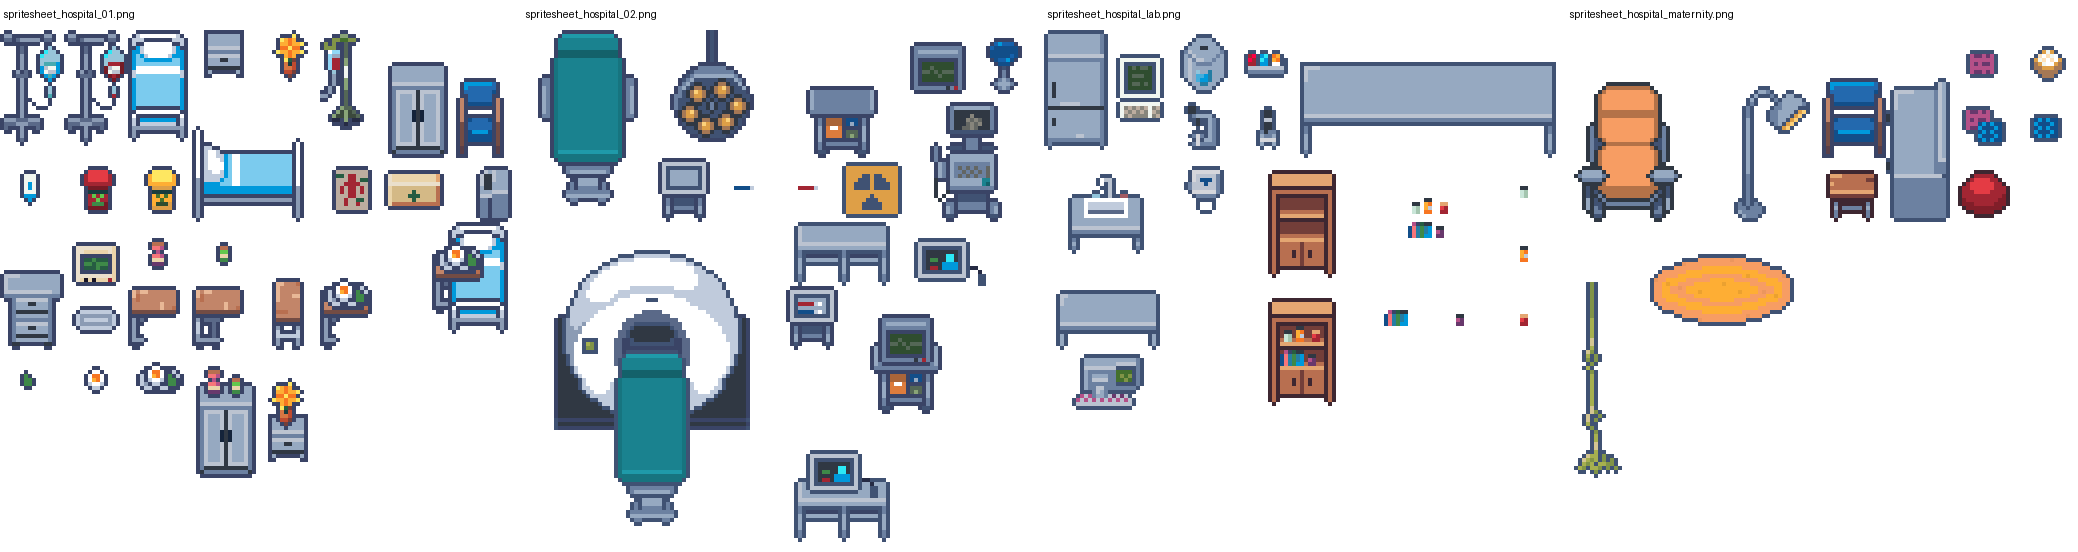 spritesheet_hospital_01.png
spritesheet_hospital_02.png
spritesheet_hospital_lab.png
spritesheet_hospital_maternity.png